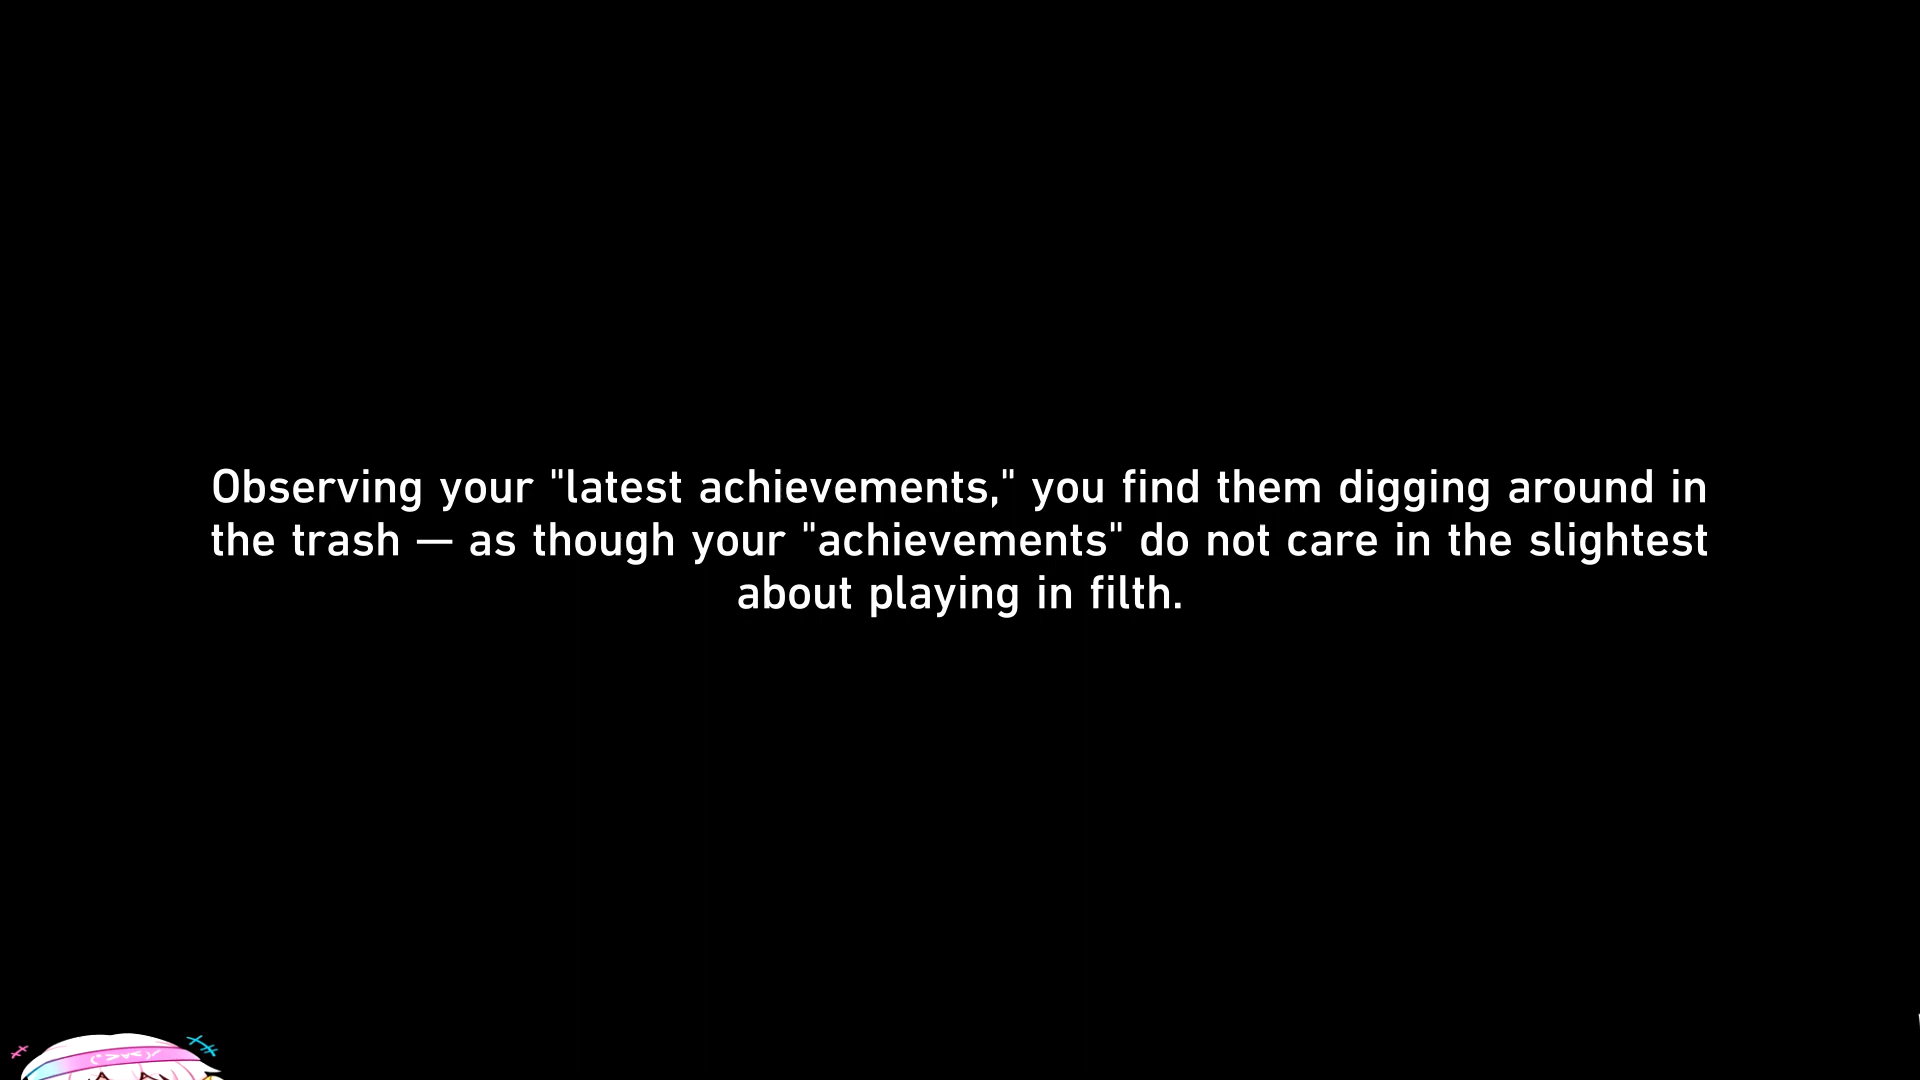 Observing your "latest achievements," you find them digging around in
the trash — as though your "achievements" do not care in the slightest
about playing in filth.